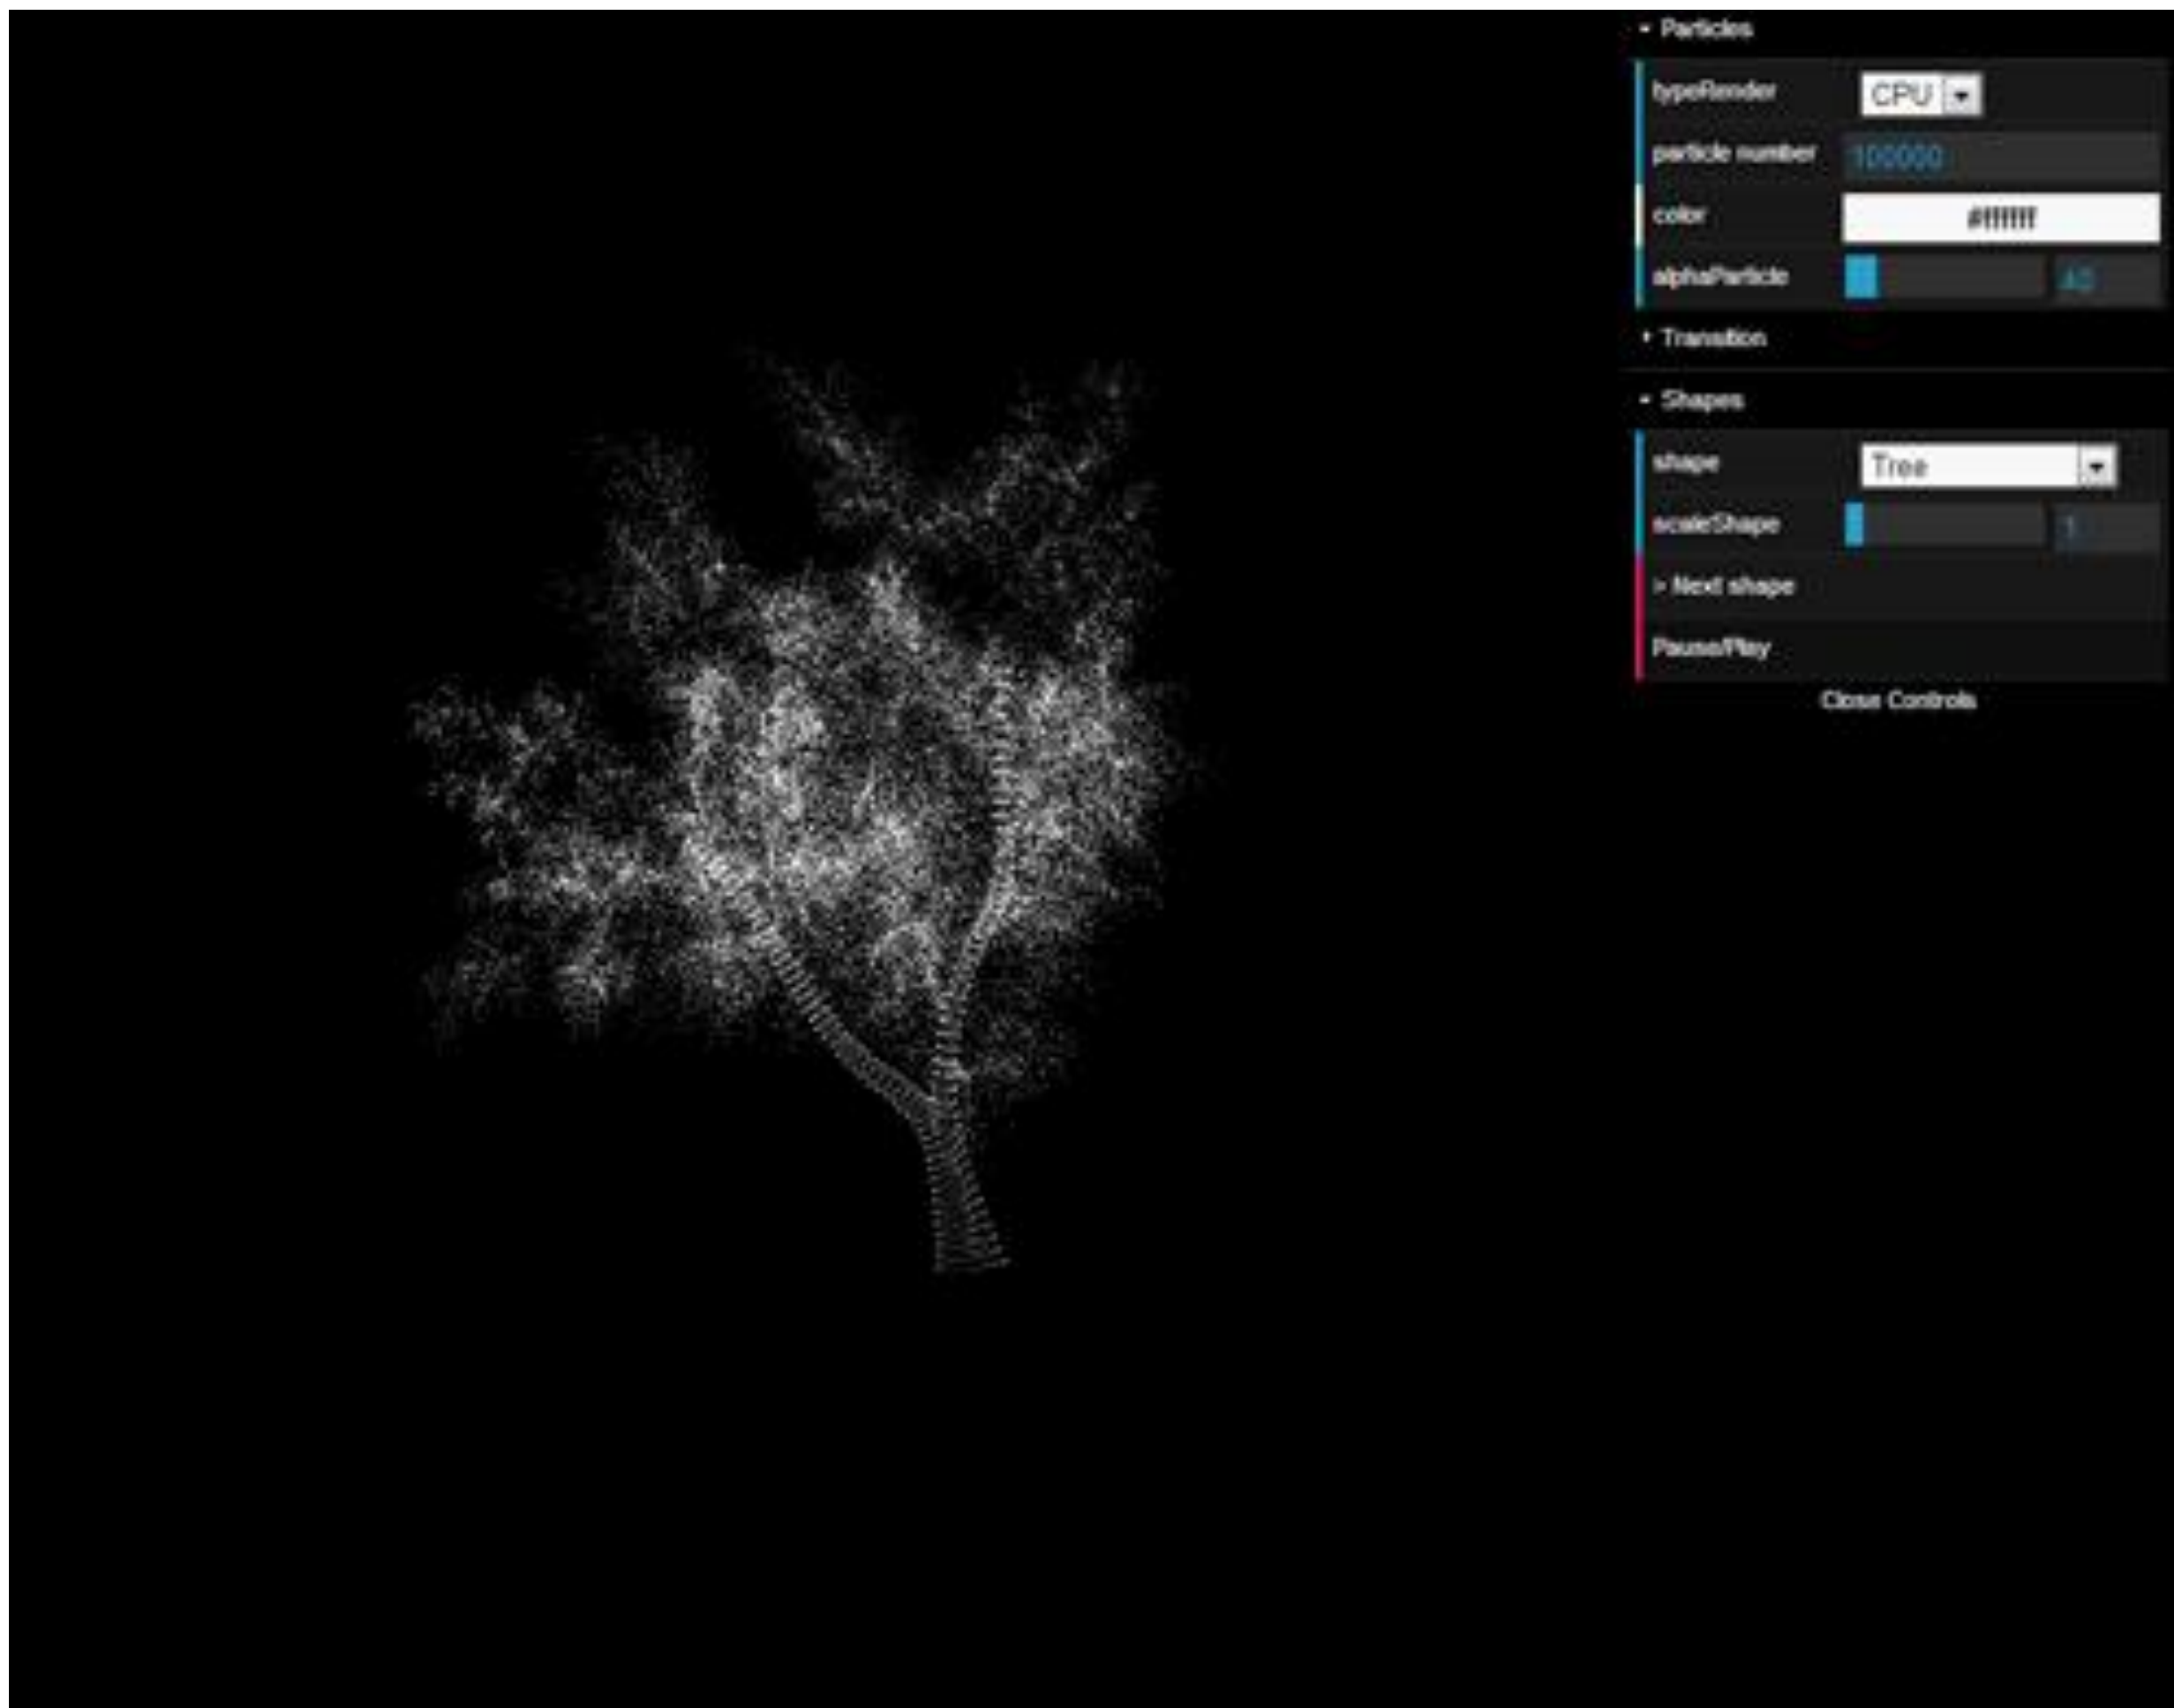 Particles
typeRender CPU
particle number 100000
color #ffffff
alphaParticle 40
Transition
Shapes
shape Tree
scaleShape 1
> Next shape
Pause/Play
Close Controls